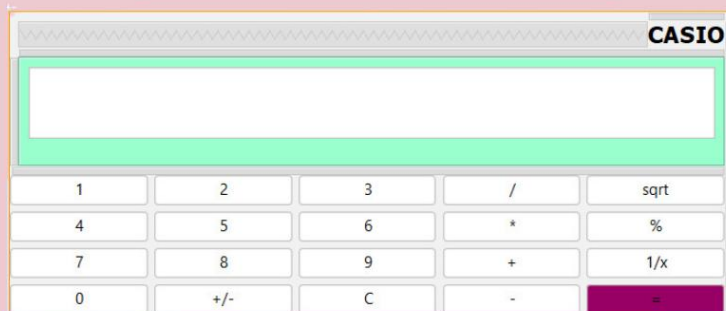 CASIO
1 2 3 / sqrt
4 5 6 * %
7 8 9 + 1/x
0 +/- C - =